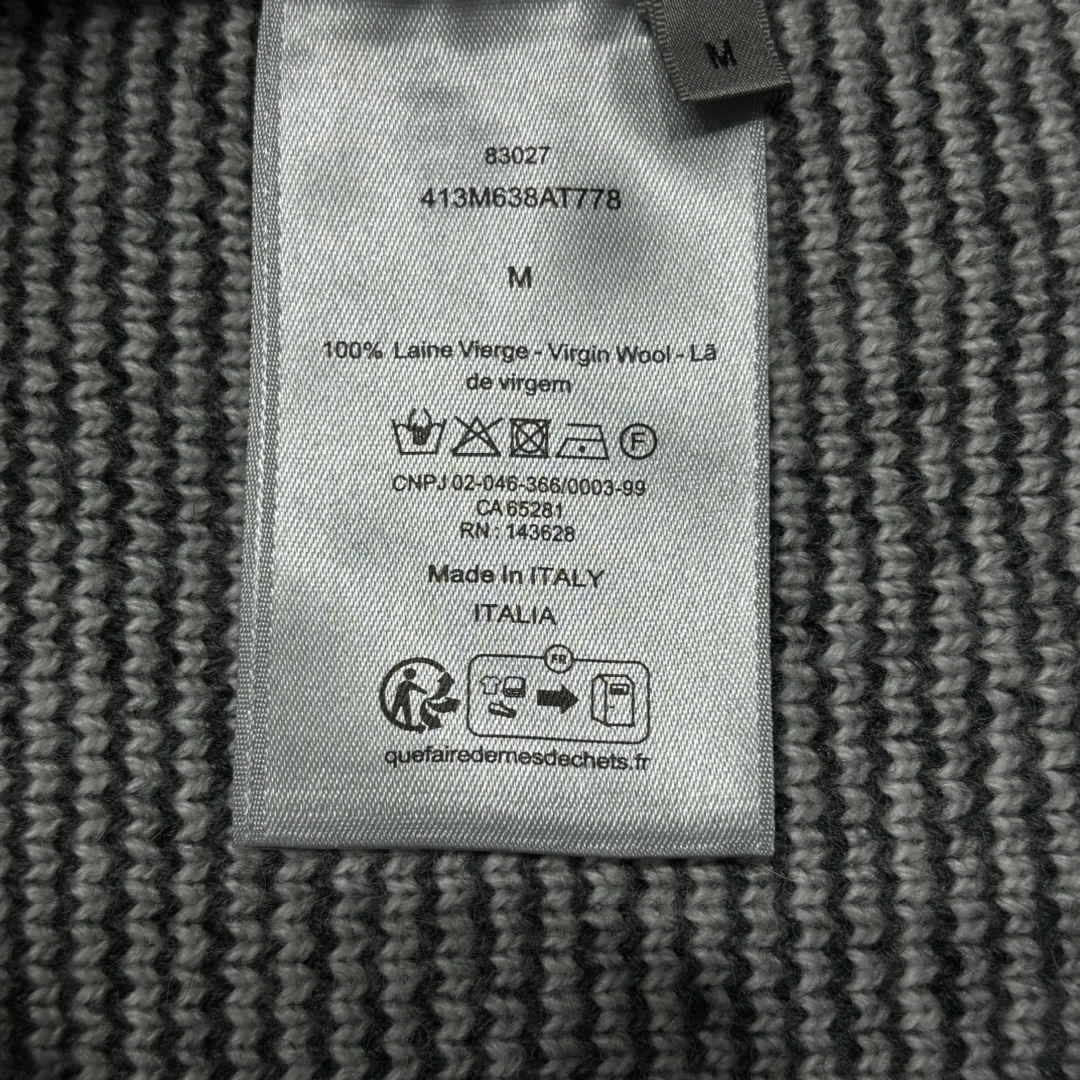 M
83027
413M638AT778
M
100% Laine Vierge - Virgin Wool - Lã
de virgem
F
CNPJ 02-046-366/0003-99
CA 65281
RN : 143628
Made In ITALY
ITALIA
FR
quefairedemesdechets.fr